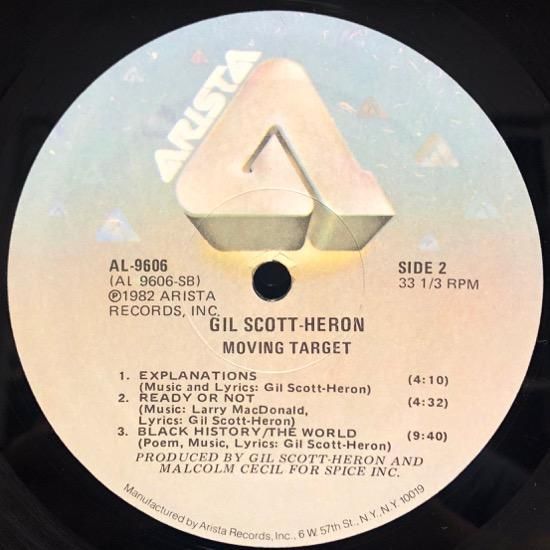 ARISTA
AL-9606
(AL 9606-SB)
℗1982 ARISTA
RECORDS, INC.
SIDE 2
33 1/3 RPM
GIL SCOTT-HERON
MOVING TARGET
1. EXPLANATIONS (4:10)
(Music and Lyrics: Gil Scott-Heron)
2. READY OR NOT (4:32)
(Music: Larry MacDonald,
Lyrics: Gil Scott-Heron)
3. BLACK HISTORY/THE WORLD (9:40)
(Poem, Music, Lyrics: Gil Scott-Heron)
PRODUCED BY GIL SCOTT-HERON AND
MALCOLM CECIL FOR SPICE INC.
Manufactured by Arista Records, Inc., 6 W. 57th St., N.Y., N.Y. 10019